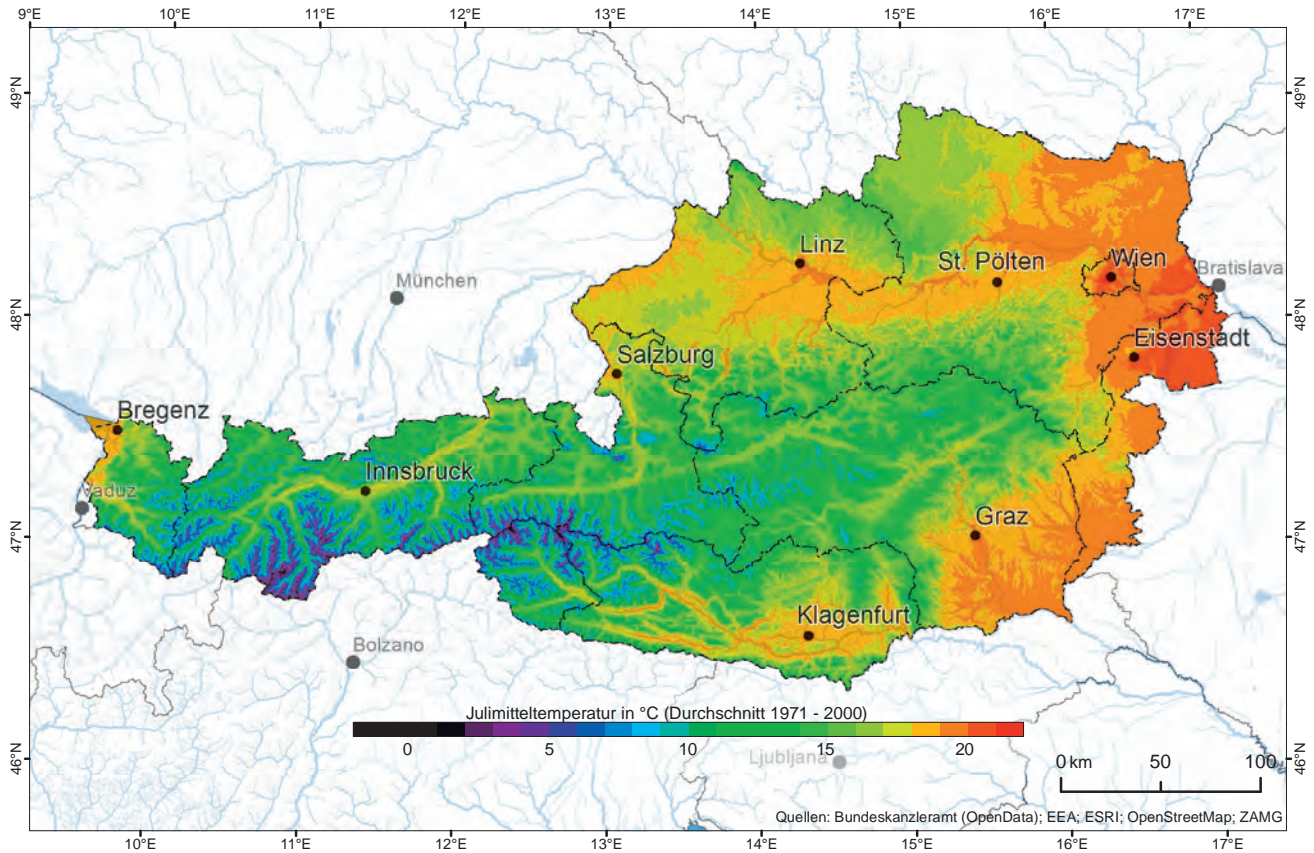 9°E 10°E 11°E 12°E 13°E 14°E 15°E 16°E 17°E
49°N 49°N
Linz
St. Pölten
Wien
Bratislava
München
48°N 48°N
Eisenstadt
Salzburg
Bregenz
Innsbruck
Vaduz
Graz
47°N 47°N
Klagenfurt
Bolzano
Julimitteltemperatur in °C (Durchschnitt 1971 - 2000)
0 5 10 15 20
Ljubljana
46°N 46°N
0 km 50 100
Quellen: Bundeskanzleramt (OpenData); EEA; ESRI; OpenStreetMap; ZAMG
10°E 11°E 12°E 13°E 14°E 15°E 16°E 17°E